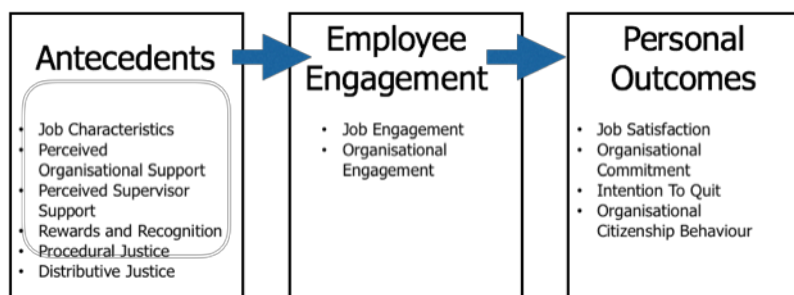 Antecedents
• Job Characteristics
• Perceived
Organisational Support
• Perceived Supervisor
Support
• Rewards and Recognition
• Procedural Justice
• Distributive Justice
Employee
Engagement
• Job Engagement
• Organisational
Engagement
Personal
Outcomes
• Job Satisfaction
• Organisational
Commitment
• Intention To Quit
• Organisational
Citizenship Behaviour